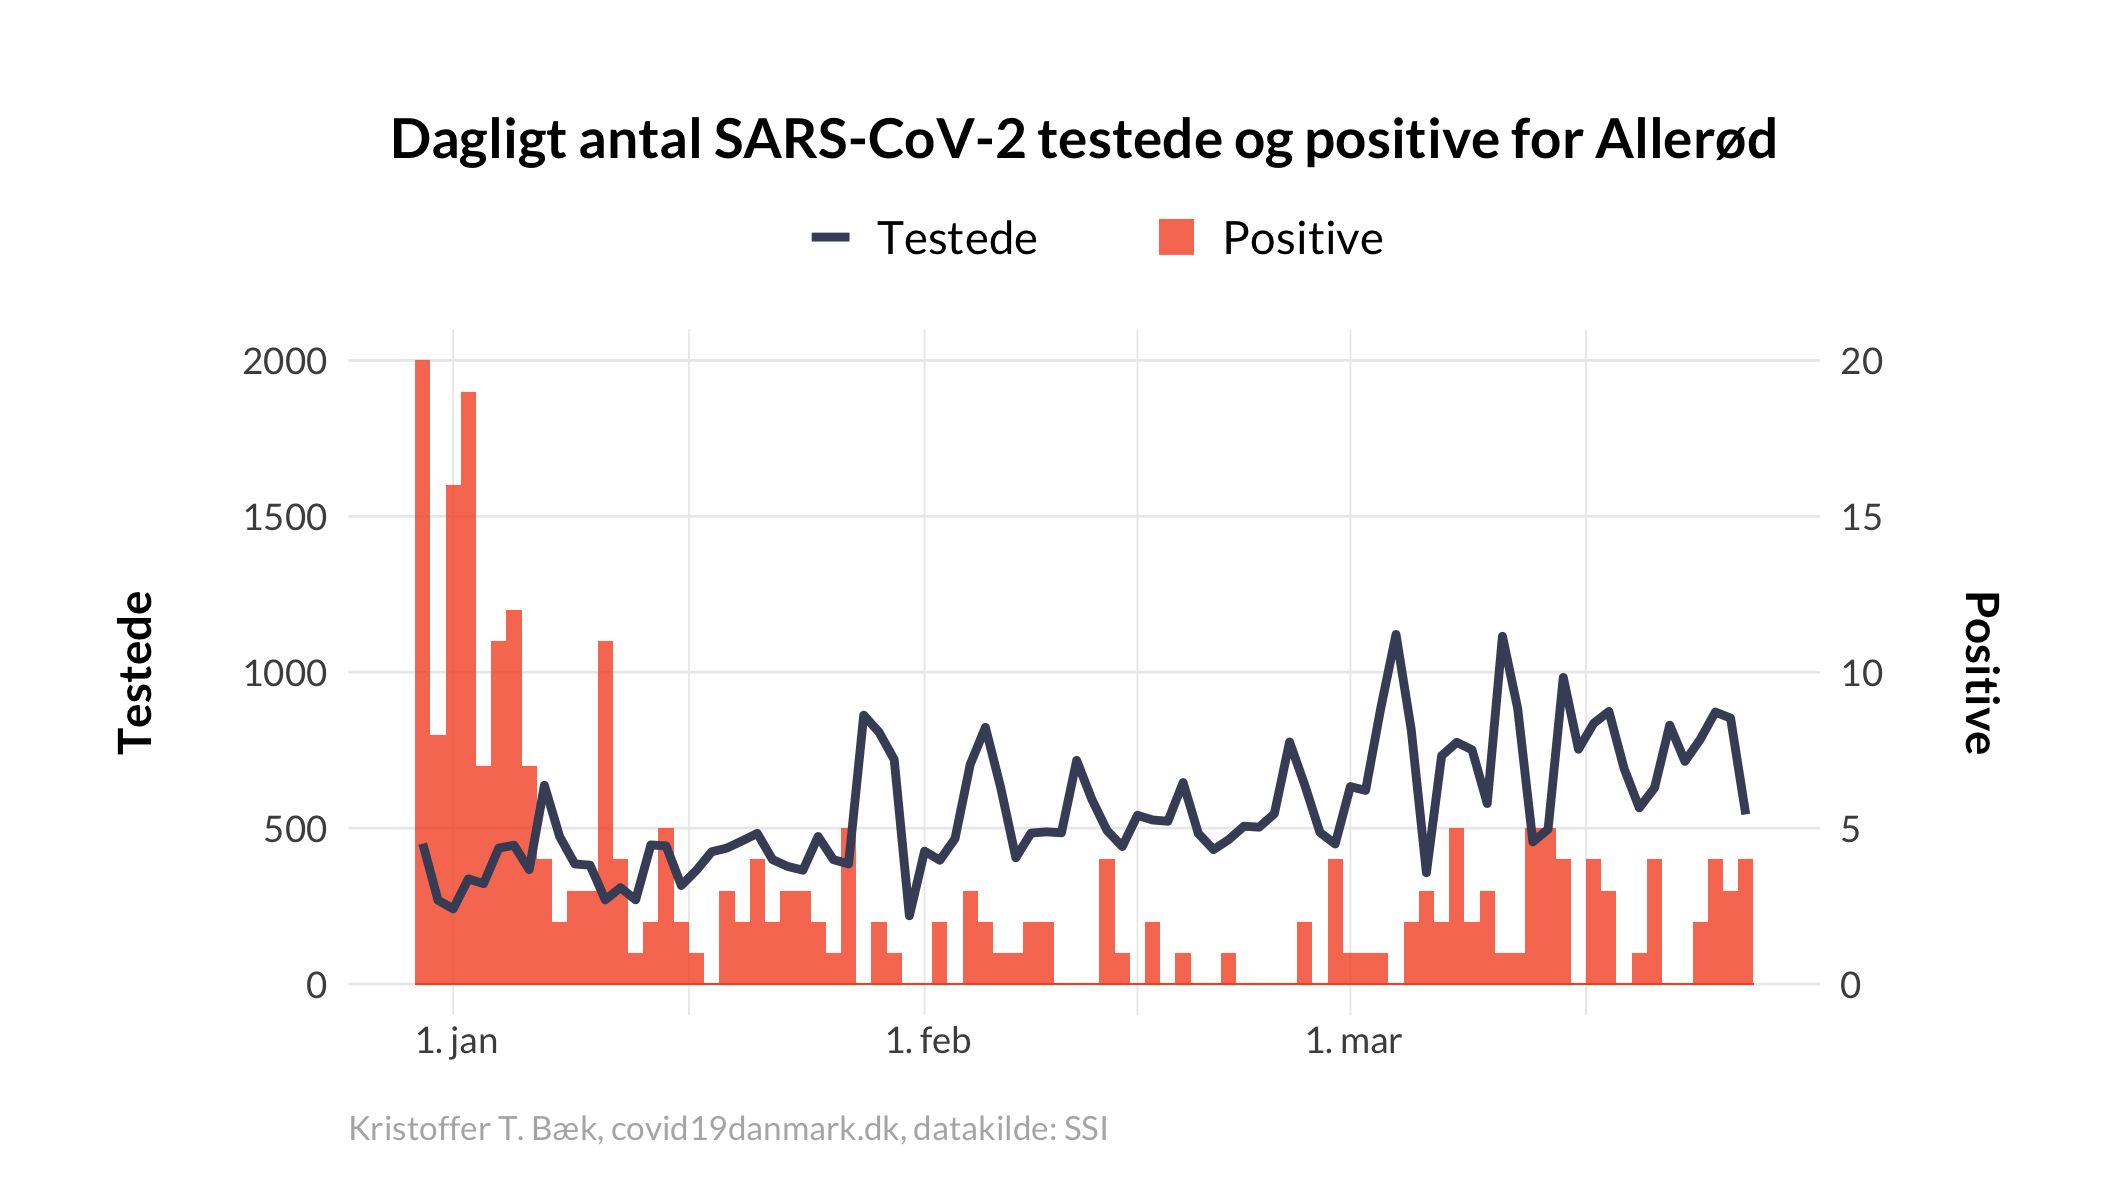 Dagligt antal SARS-CoV-2 testede og positive for Allerød
Testede
Positive
2000
1500
1000
500
0
20
15
10
5
0
Testede
Positive
1. jan
1. feb
1. mar
Kristoffer T. Bæk, covid19danmark.dk, datakilde: SSI